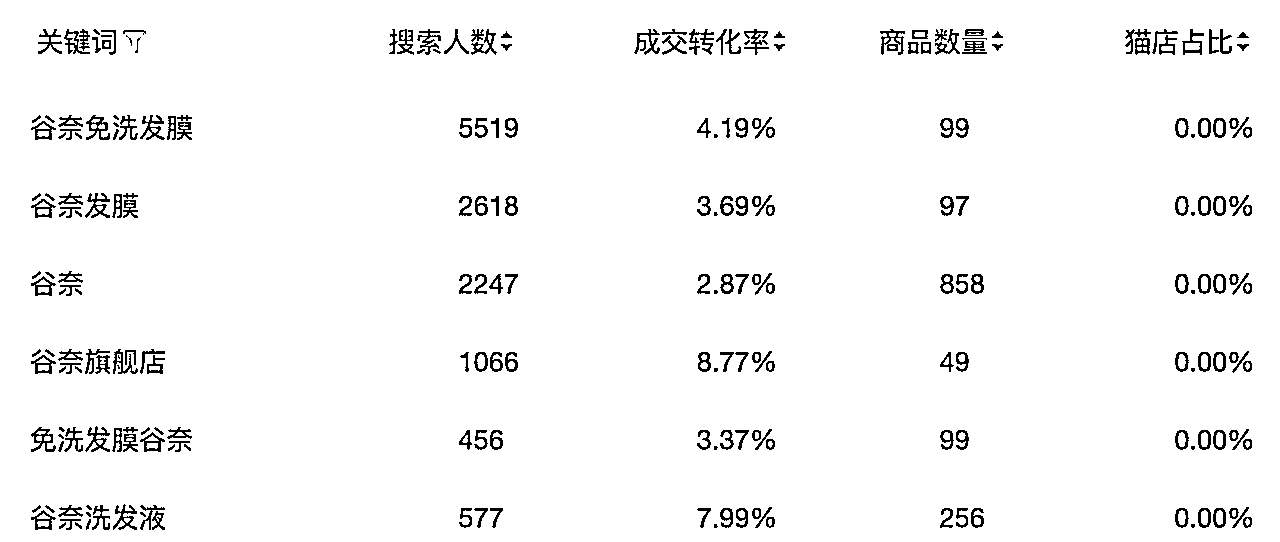 关键词 搜索人数 成交转化率 商品数量 猫店占比
谷奈免洗发膜 5519 4.19% 99 0.00%
谷奈发膜 2618 3.69% 97 0.00%
谷奈 2247 2.87% 858 0.00%
谷奈旗舰店 1066 8.77% 49 0.00%
免洗发膜谷奈 456 3.37% 99 0.00%
谷奈洗发液 577 7.99% 256 0.00%